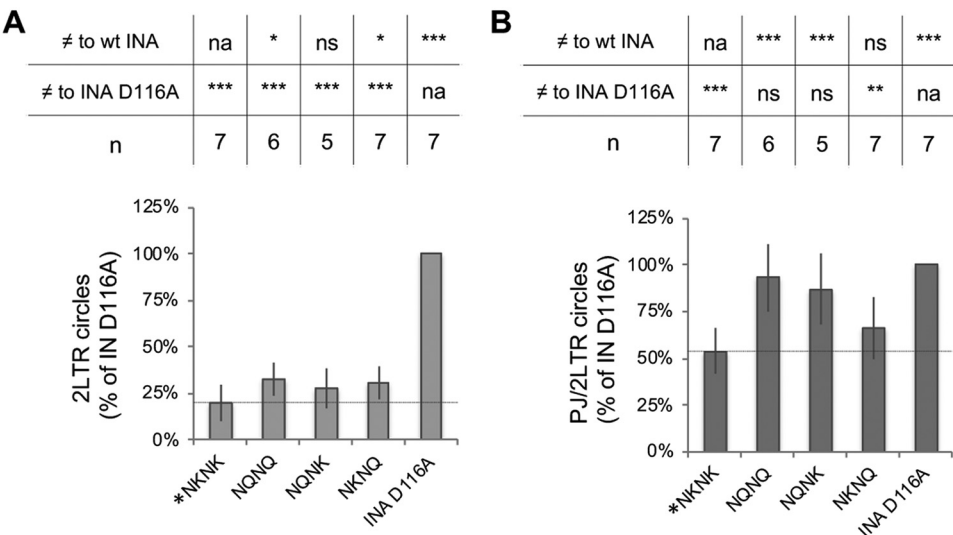 A
≠ to wt INA na * ns * ***
≠ to INA D116A *** *** *** *** na
n 7 6 5 7 7
2LTR circles
(% of IN D116A)
125%
100%
75%
50%
25%
0%
*NKNK NQNQ NQNK NKNQ INA D116A
B
≠ to wt INA na *** *** ns ***
≠ to INA D116A *** ns ns ** na
n 7 6 5 7 7
PJ/2LTR circles
(% of IN D116A)
125%
100%
75%
50%
25%
0%
*NKNK NQNQ NQNK NKNQ INA D116A